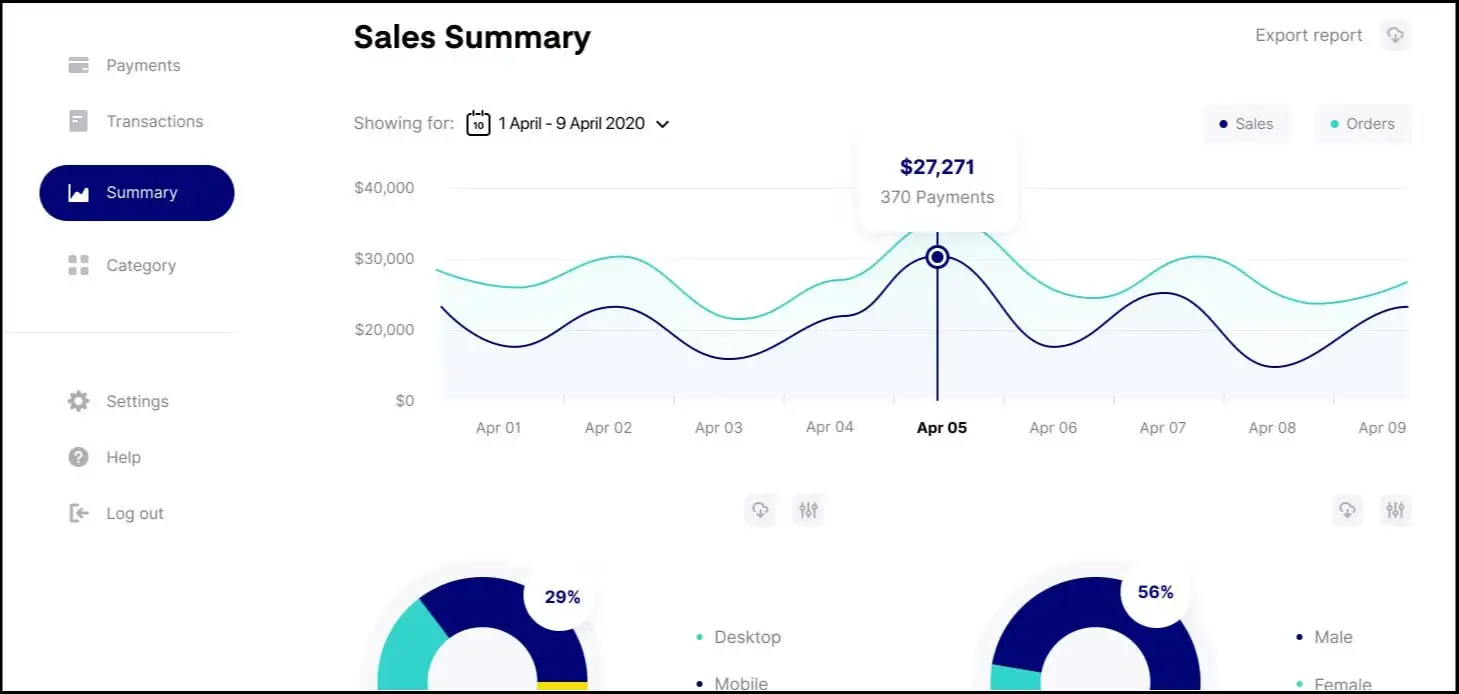 Payments
Transactions
Summary
Category
Settings
Help
Log out
Sales Summary
Export report
Showing for: 10 1 April - 9 April 2020
Sales Orders
$27,271
370 Payments
$40,000
$30,000
$20,000
$0
Apr 01 Apr 02 Apr 03 Apr 04 Apr 05 Apr 06 Apr 07 Apr 08 Apr 09
29%
Desktop
Mobile
56%
Male
Female